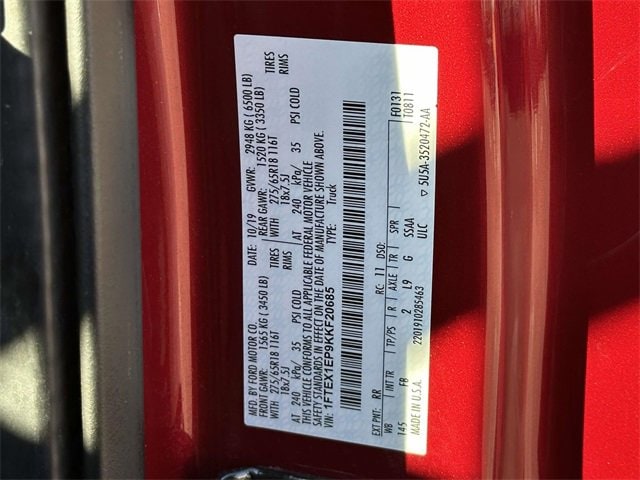 MFD. BY FORD MOTOR CO.
DATE: 10/19 GVWR: 2948 KG ( 6500 LB)
FRONT GAWR: 1565 KG ( 3450 LB) REAR GAWR: 1520 KG ( 3350 LB)
WITH 275/65R18 116T TIRES WITH 275/65R18 116T TIRES
18x7.5J RIMS 18x7.5J RIMS
AT 240 kPa/ 35 PSI COLD AT 240 kPa/ 35 PSI COLD
THIS VEHICLE CONFORMS TO ALL APPLICABLE FEDERAL MOTOR VEHICLE
SAFETY STANDARDS IN EFFECT ON THE DATE OF MANUFACTURE SHOWN ABOVE.
VIN: 1FTEX1EP9KKF20685 TYPE: Truck
EXT PNT: RR RC: 11 DSO: F0131
T0811
WB INT TR TP/PS R AXLE TR SPR
145 FB 2 L9 G SSAA
ULC
MADE IN U.S.A. 2201910285463 5U5A-3520472-AA